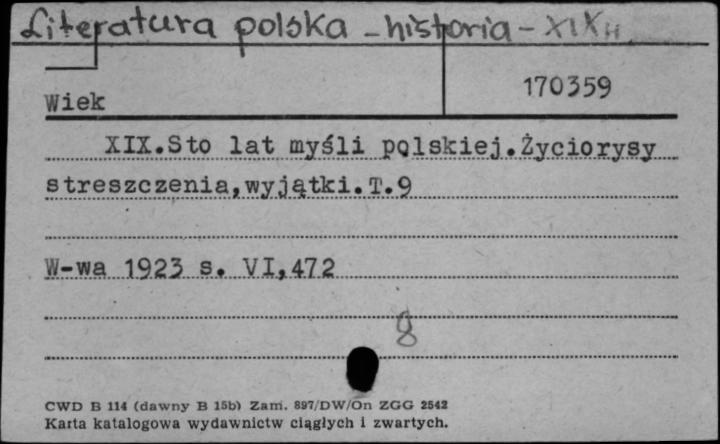 Literatura polska - historia - XIX
170359
Wiek
XIX.Sto lat myśli polskiej.Życiorysy
streszczenia,wyjątki.T.9
W-wa 1923 s. VI,472
8
CWD B 114 (dawny B 15b) Zam. 897/DW/On ZGG 2542
Karta katalogowa wydawnictw ciągłych i zwartych.